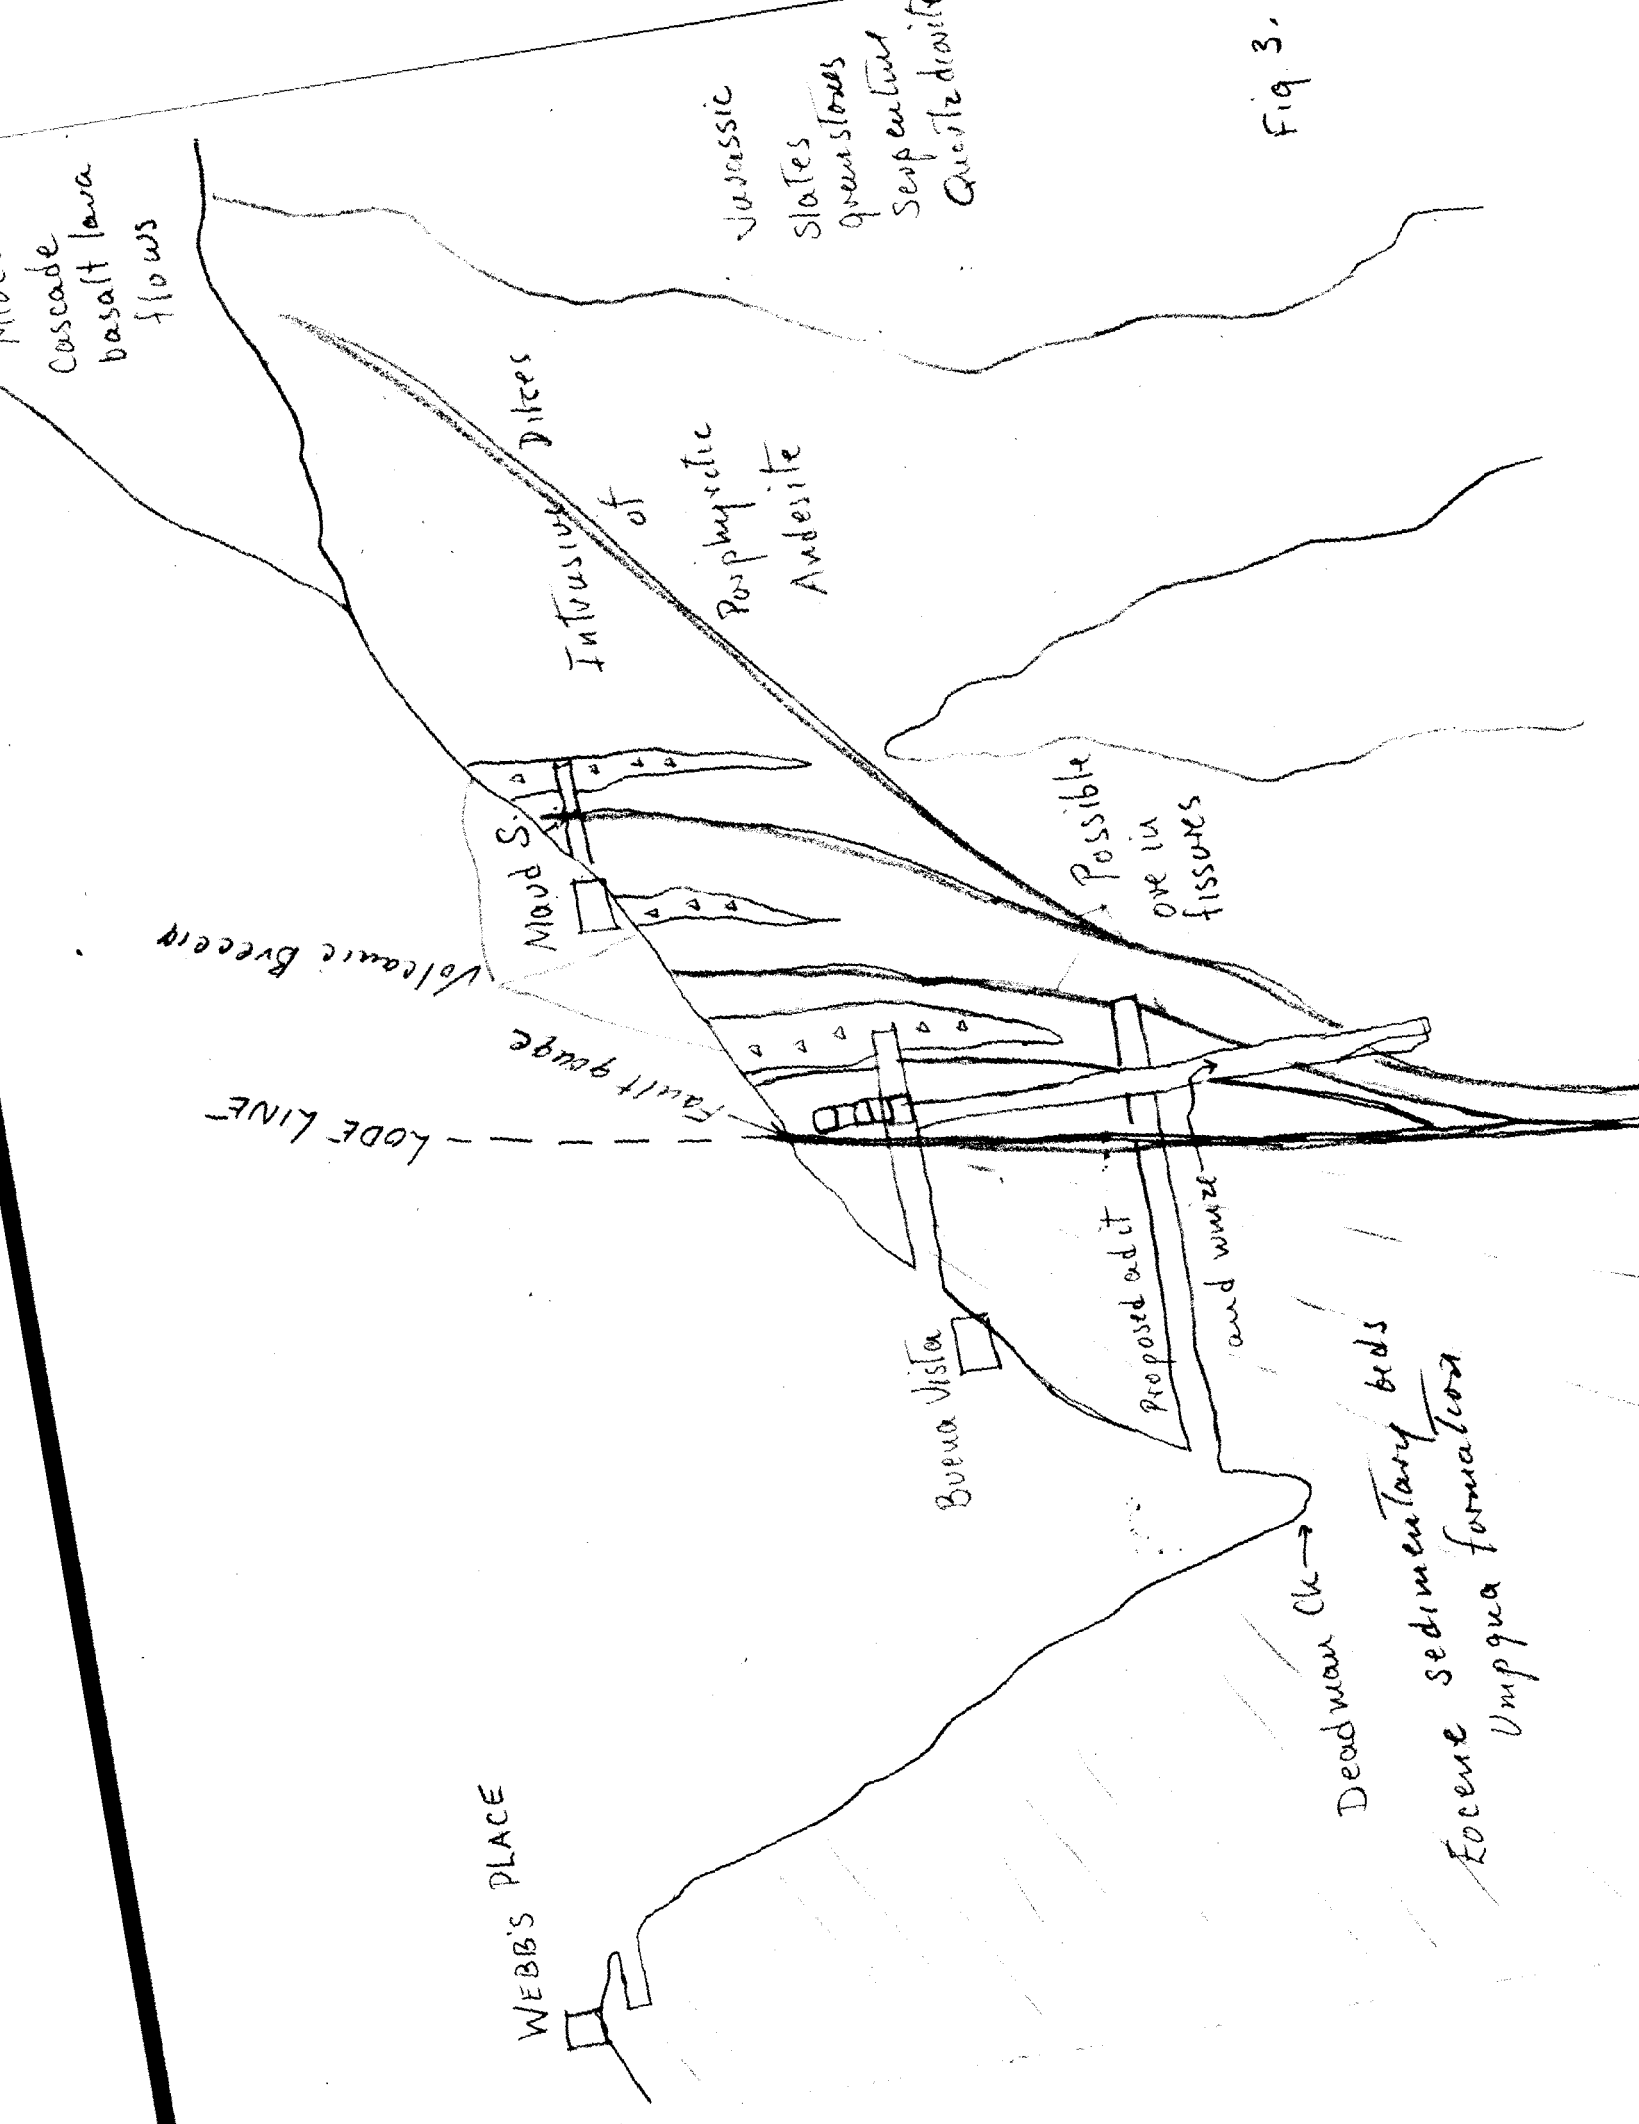 Cascade
basalt lava
flows
WEBB'S PLACE
LODE LINE
Fault gouge
Volcanic Breccia
Maud S.
Intrusive Dikes
of
Porphyretic
Andesite
Jurassic
slates
greenstones
Serpentine
Fig 3.
Buena Vista
Possible
ore in
fissures
Proposed adit
and winze
Deadman Ck→
Eocene sedimentary beds
Umpqua formation